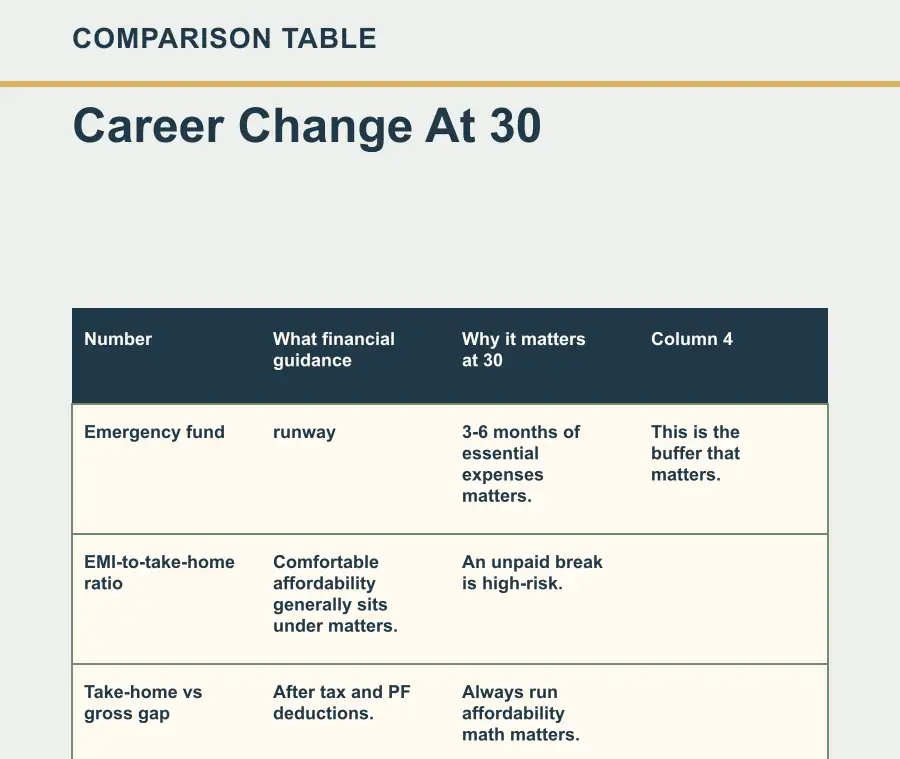 COMPARISON TABLE
Career Change At 30
Number
What financial
guidance
Why it matters
at 30
Column 4
Emergency fund
runway
3-6 months of
essential
expenses
matters.
This is the
buffer that
matters.
EMI-to-take-home
ratio
Comfortable
affordability
generally sits
under matters.
An unpaid break
is high-risk.
Take-home vs
gross gap
After tax and PF
deductions.
Always run
affordability
math matters.